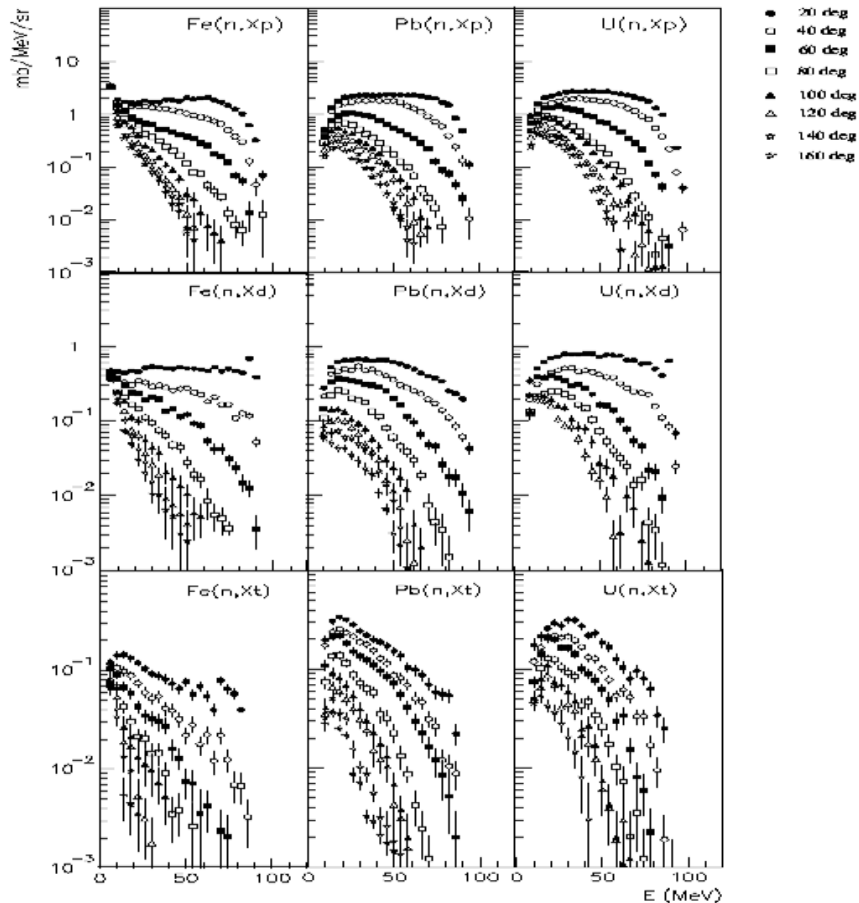 mb/MeV/sr
Fe(n,Xp)
Pb(n,Xp)
U(n,Xp)
20 deg
40 deg
60 deg
80 deg
100 deg
120 deg
140 deg
160 deg
10
1
10⁻¹
10⁻²
10⁻³
Fe(n,Xd)
Pb(n,Xd)
U(n,Xd)
1
10⁻¹
10⁻²
10⁻³
Fe(n,Xt)
Pb(n,Xt)
U(n,Xt)
10⁻¹
10⁻²
10⁻³
0 50 100 0 50 100 0 50 100
E (MeV)